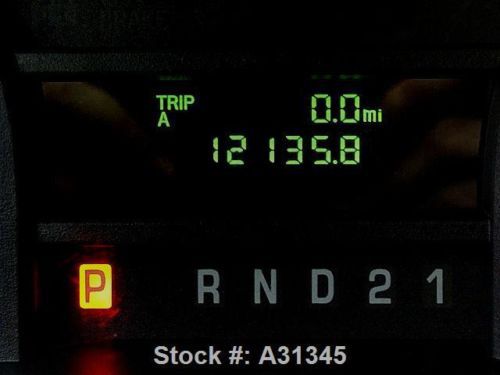 TRIP 0.0mi
A
12135.8
P R N D 2 1
Stock #: A31345